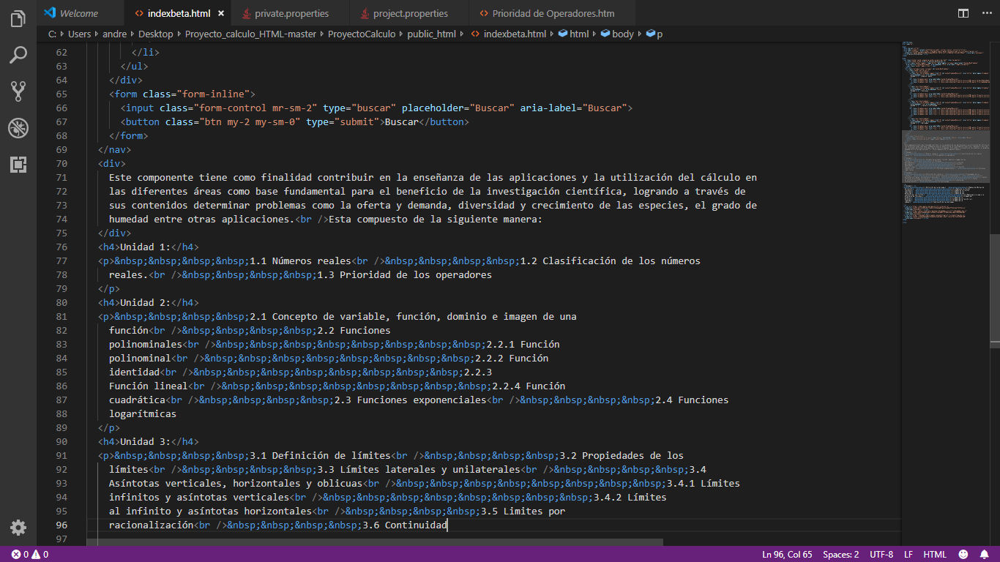 Welcome
indexbeta.html
private.properties
project.properties
Prioridad de Operadores.htm
C: > Users > andre > Desktop > Proyecto_calculo_HTML-master > ProyectoCalculo > public_html > indexbeta.html > html > body > p
62 </li>
63 </ul>
64 </div>
65 <form class="form-inline">
66 <input class="form-control mr-sm-2" type="buscar" placeholder="Buscar" aria-label="Buscar">
67 <button class="btn my-2 my-sm-0" type="submit">Buscar</button>
68 </form>
69 </nav>
70 <div>
71 Este componente tiene como finalidad contribuir en la enseñanza de las aplicaciones y la utilización del cálculo en
72 las diferentes áreas como base fundamental para el beneficio de la investigación científica, logrando a través de
73 sus contenidos determinar problemas como la oferta y demanda, diversidad y crecimiento de las especies, el grado de
74 humedad entre otras aplicaciones.<br />Esta compuesto de la siguiente manera:
75 </div>
76 <h4>Unidad 1:</h4>
77 <p>&nbsp;&nbsp;&nbsp;&nbsp;1.1 Números reales<br />&nbsp;&nbsp;&nbsp;&nbsp;1.2 Clasificación de los números
78 reales.<br />&nbsp;&nbsp;&nbsp;&nbsp;1.3 Prioridad de los operadores
79 </p>
80 <h4>Unidad 2:</h4>
81 <p>&nbsp;&nbsp;&nbsp;&nbsp;2.1 Concepto de variable, función, dominio e imagen de una
82 función<br />&nbsp;&nbsp;&nbsp;&nbsp;2.2 Funciones
83 polinominales<br />&nbsp;&nbsp;&nbsp;&nbsp;&nbsp;&nbsp;&nbsp;&nbsp;2.2.1 Función
84 polinominal<br />&nbsp;&nbsp;&nbsp;&nbsp;&nbsp;&nbsp;&nbsp;&nbsp;2.2.2 Función
85 identidad<br />&nbsp;&nbsp;&nbsp;&nbsp;&nbsp;&nbsp;&nbsp;&nbsp;2.2.3
86 Función lineal<br />&nbsp;&nbsp;&nbsp;&nbsp;&nbsp;&nbsp;&nbsp;&nbsp;2.2.4 Función
87 cuadrática<br />&nbsp;&nbsp;&nbsp;&nbsp;2.3 Funciones exponenciales<br />&nbsp;&nbsp;&nbsp;&nbsp;2.4 Funciones
88 logarítmicas
89 </p>
90 <h4>Unidad 3:</h4>
91 <p>&nbsp;&nbsp;&nbsp;&nbsp;3.1 Definición de límites<br />&nbsp;&nbsp;&nbsp;&nbsp;3.2 Propiedades de los
92 límites<br />&nbsp;&nbsp;&nbsp;&nbsp;3.3 Límites laterales y unilaterales<br />&nbsp;&nbsp;&nbsp;&nbsp;3.4
93 Asíntotas verticales, horizontales y oblicuas<br />&nbsp;&nbsp;&nbsp;&nbsp;&nbsp;&nbsp;&nbsp;&nbsp;3.4.1 Límites
94 infinitos y asíntotas verticales<br />&nbsp;&nbsp;&nbsp;&nbsp;&nbsp;&nbsp;&nbsp;&nbsp;3.4.2 Límites
95 al infinito y asíntotas horizontales<br />&nbsp;&nbsp;&nbsp;&nbsp;3.5 Limites por
96 racionalización<br />&nbsp;&nbsp;&nbsp;&nbsp;3.6 Continuidad
97
0 0 Ln 96, Col 65 Spaces: 2 UTF-8 LF HTML